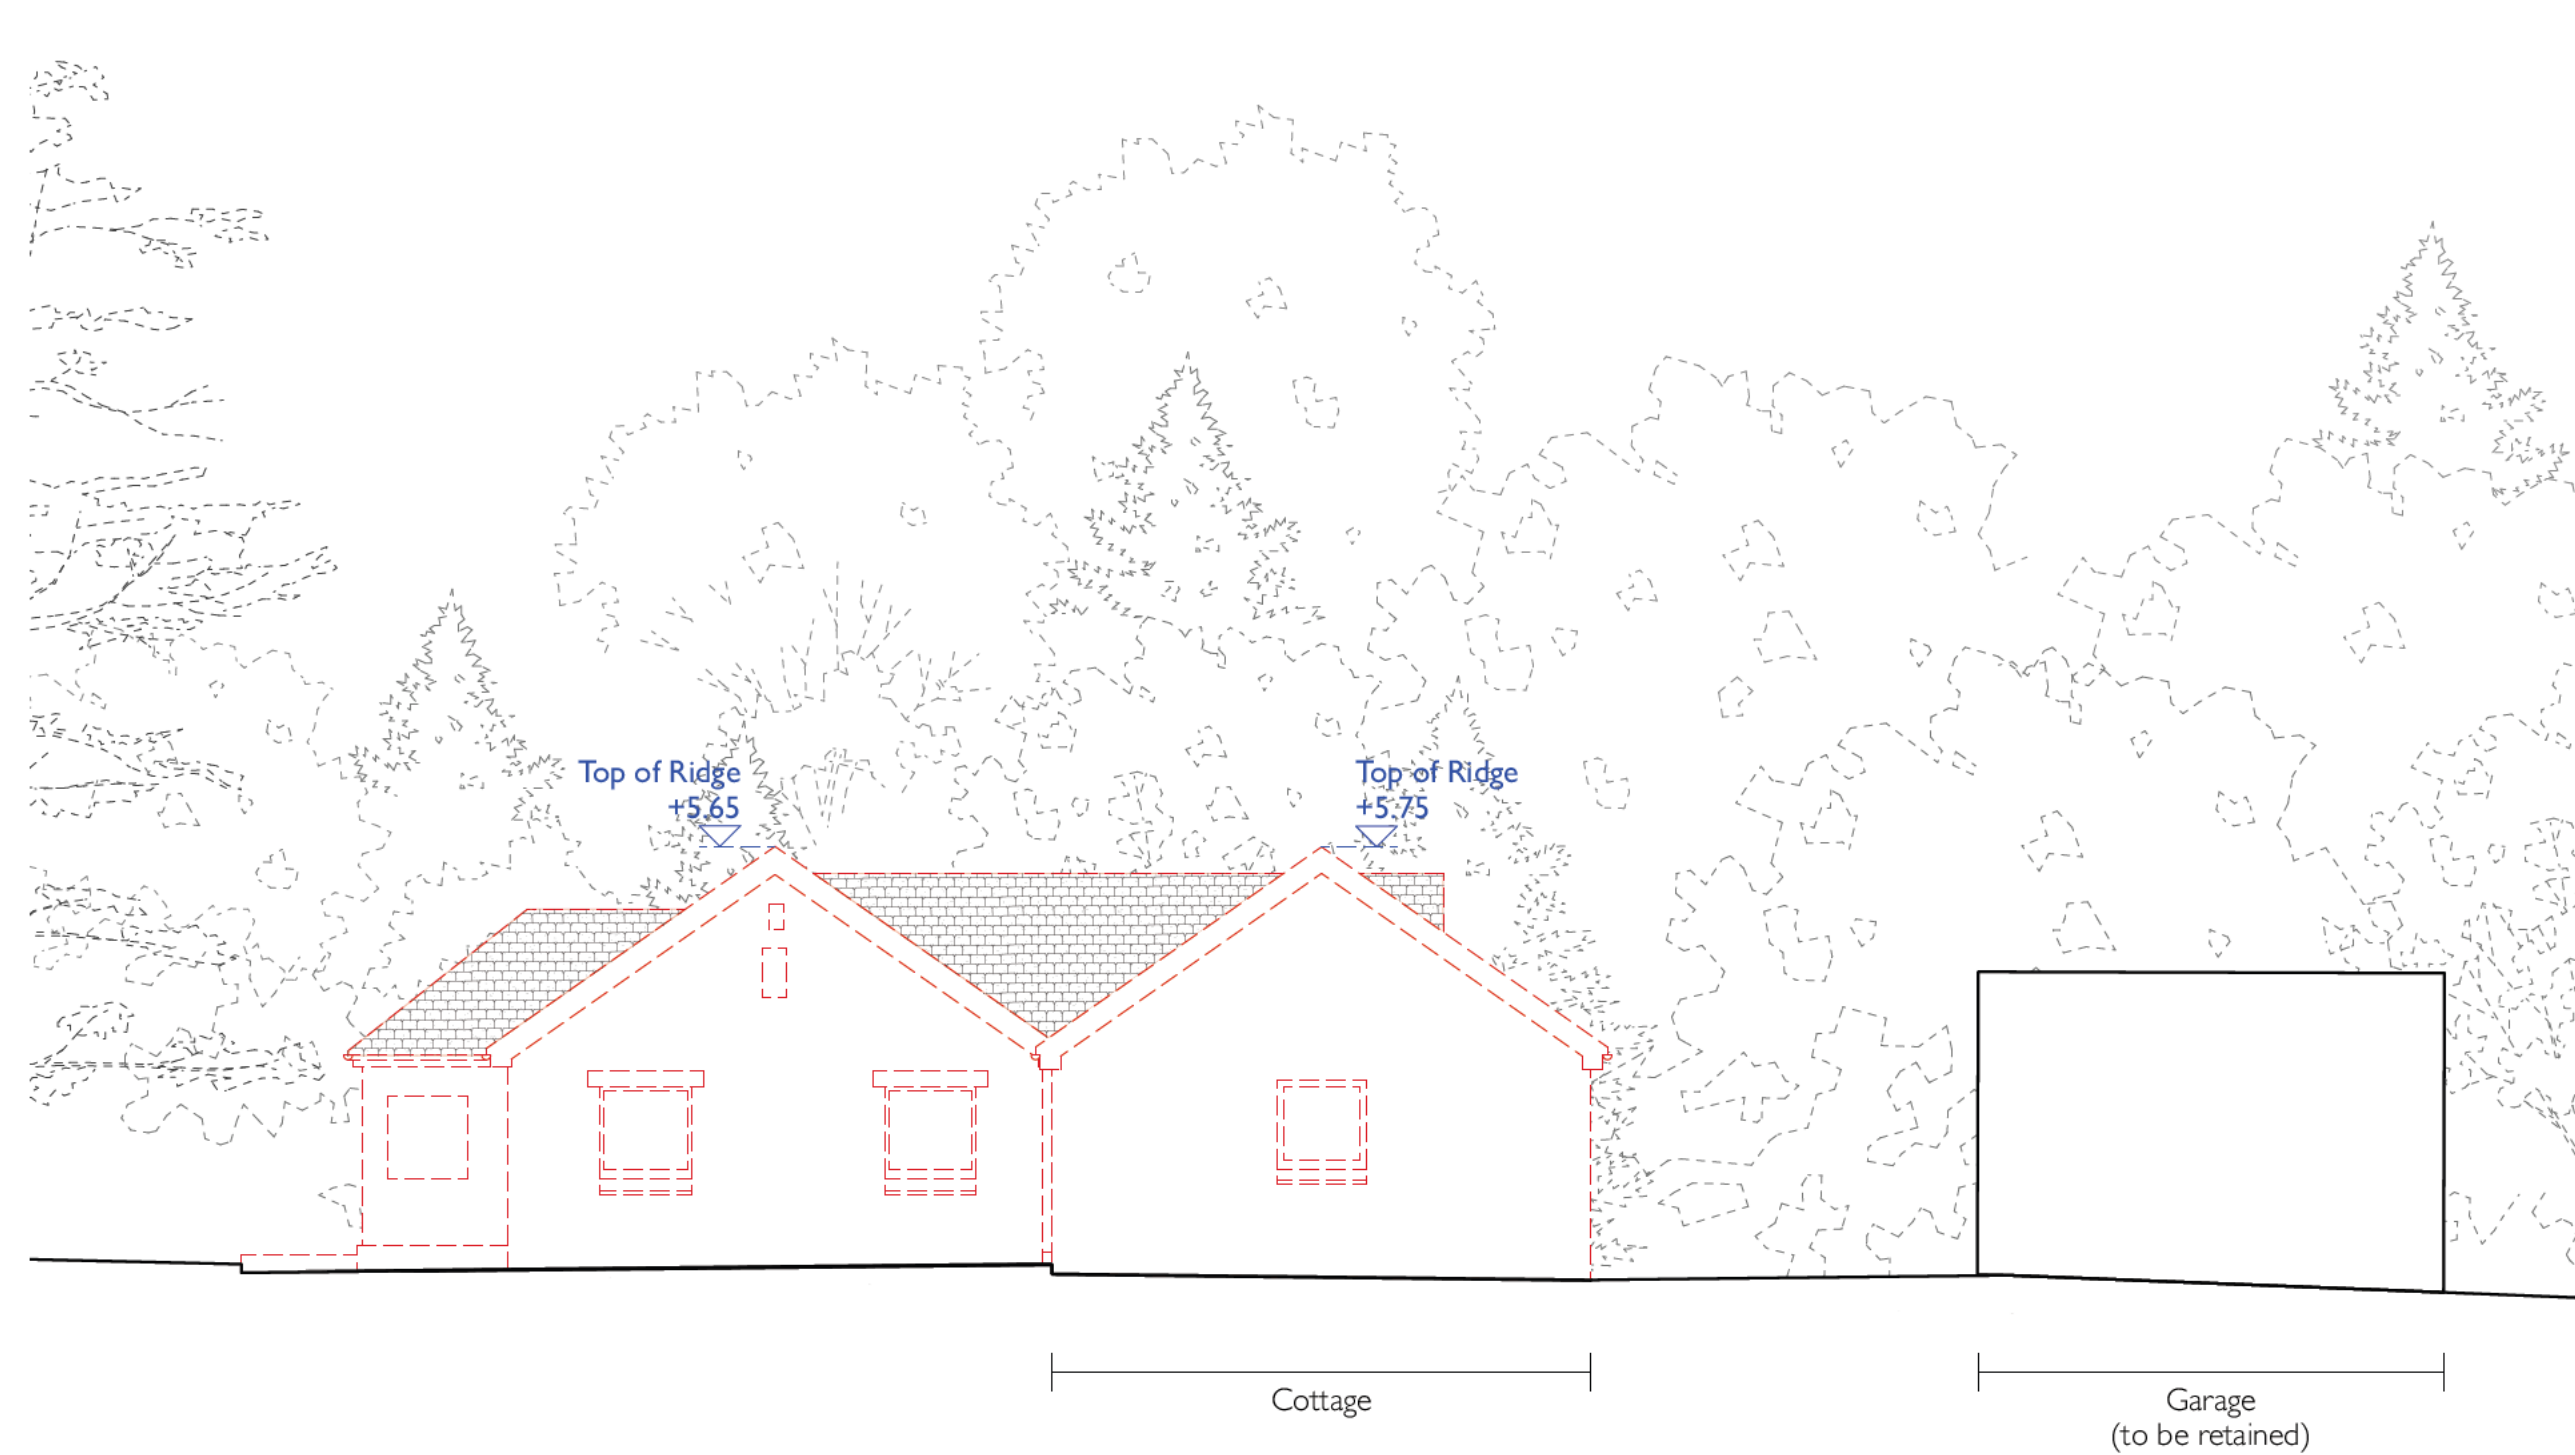 Top of Ridge
+5.65
Top of Ridge
+5.75
Cottage
Garage
(to be retained)